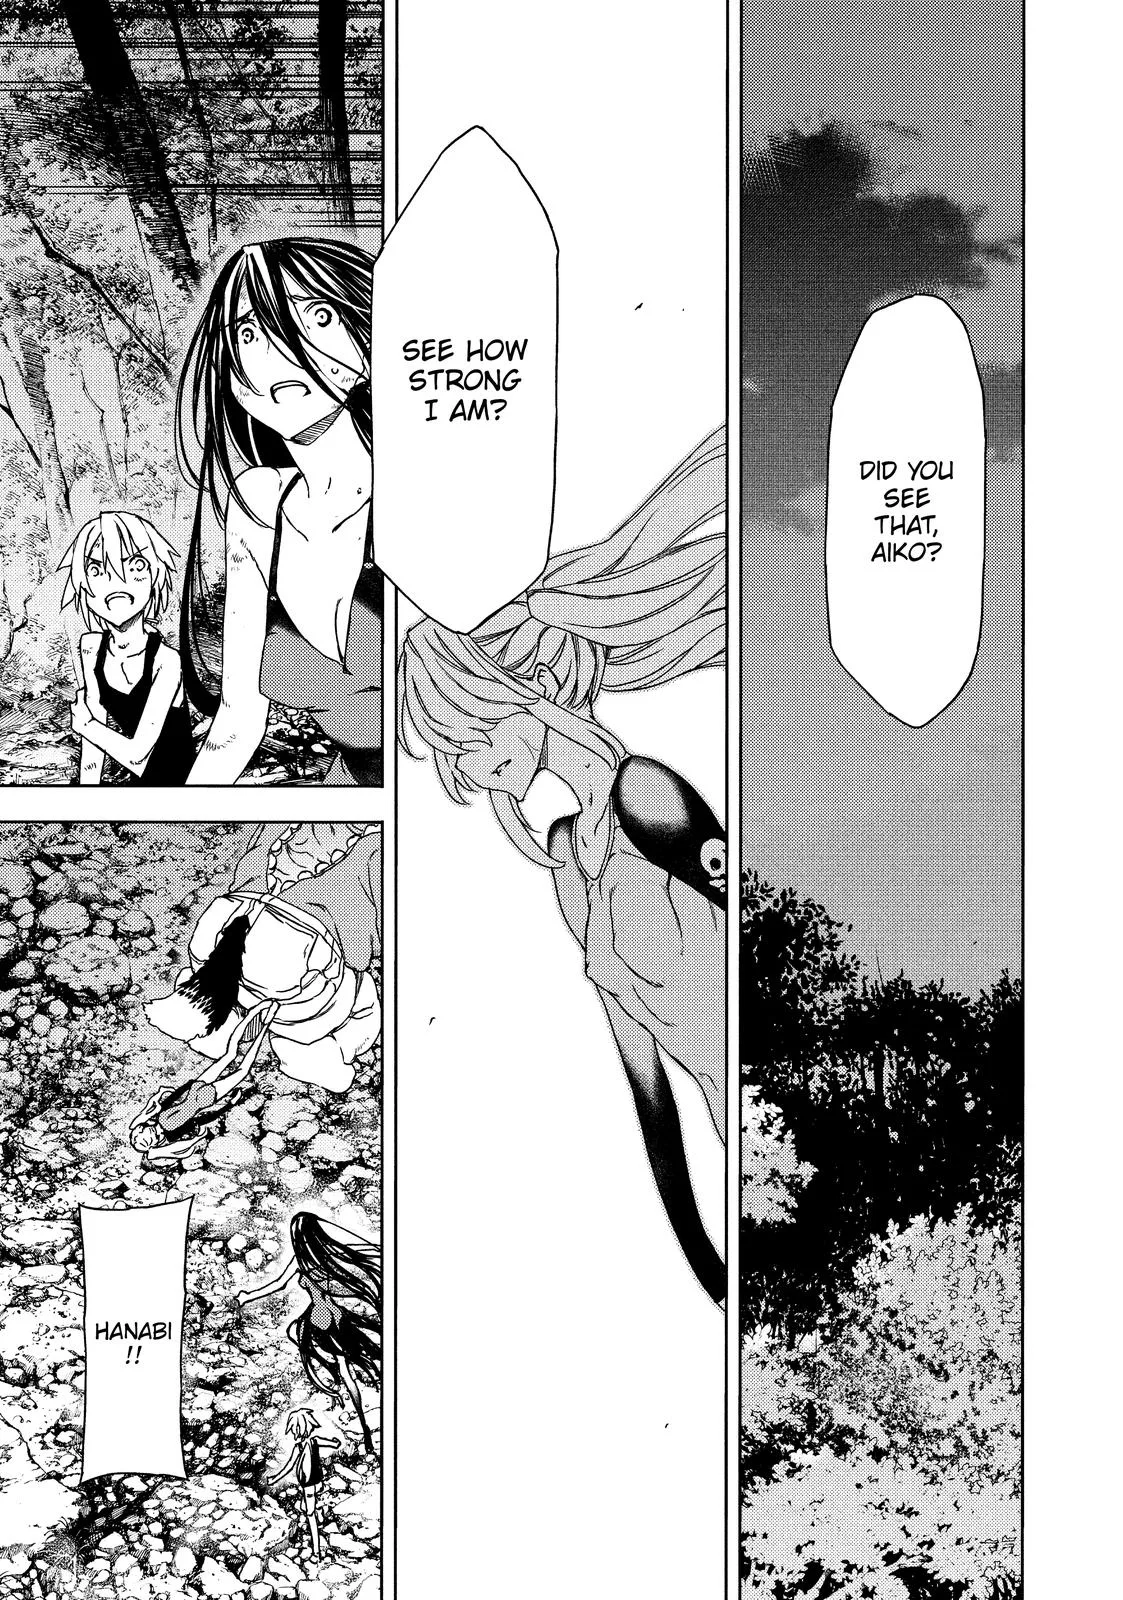 DID YOU
SEE
THAT,
AIKO?
SEE HOW
STRONG
I AM?
HANABI
!!